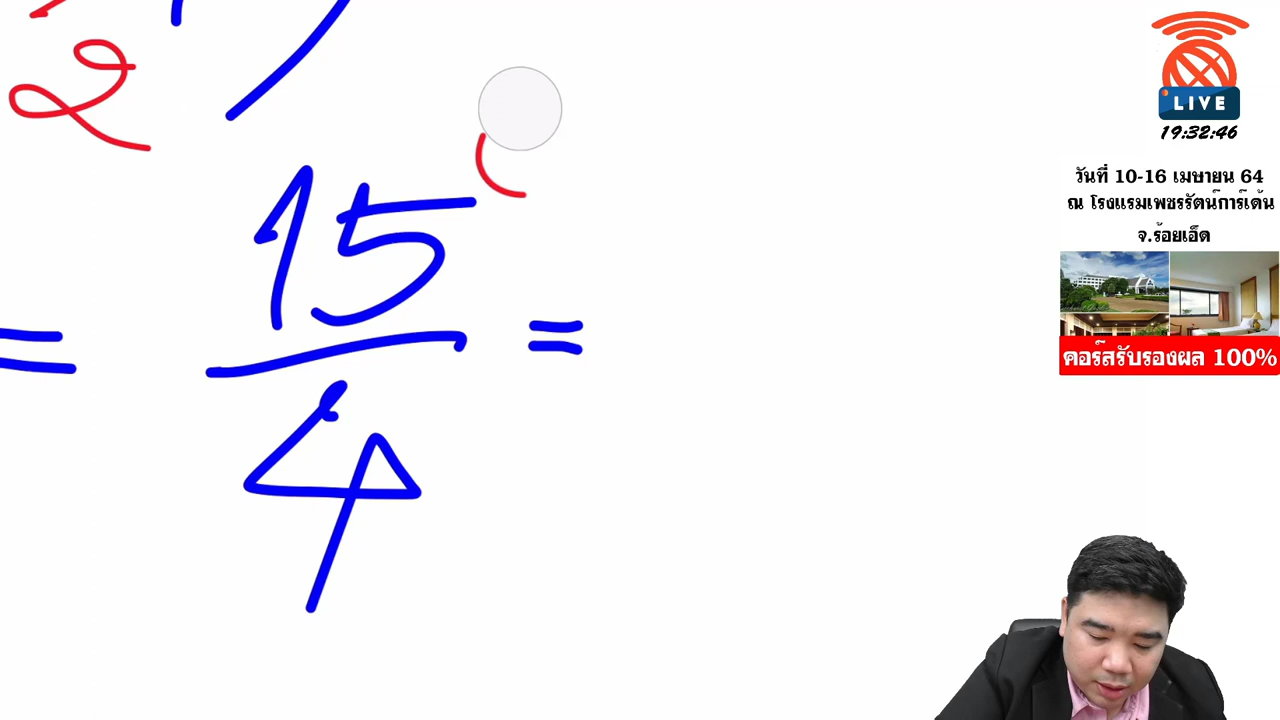 2
15
= — =
4
LIVE
19:32:46
วันที่ 10-16 เมษายน 64
ณ โรงแรมเพชรรัตน์การ์เด้น
จ.ร้อยเอ็ด
คอร์สรับรองผล 100%